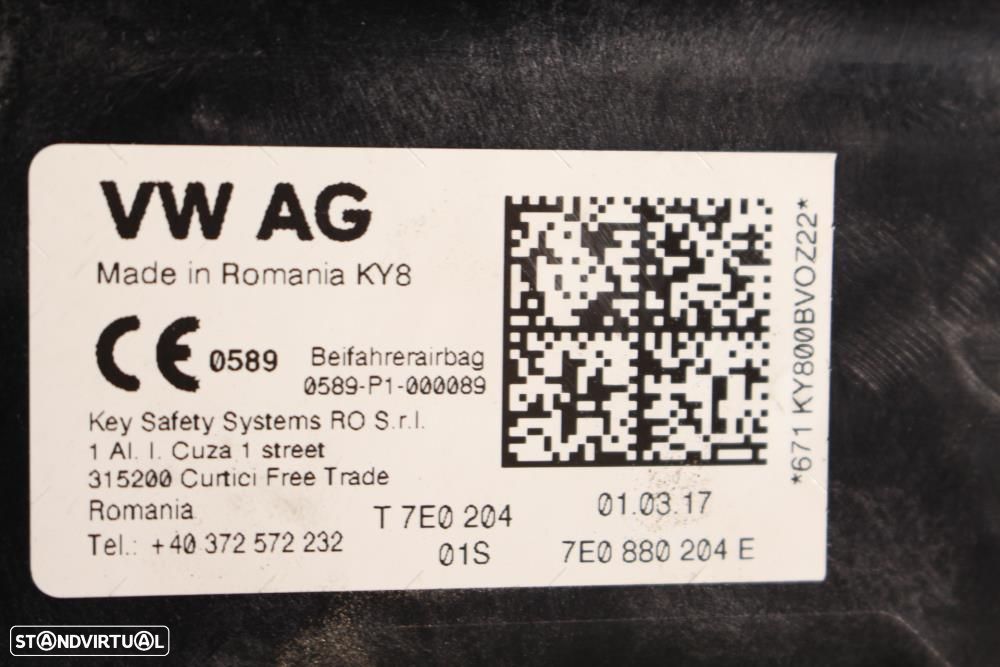 VW AG
Made in Romania KY8
CE 0589 Beifahrerairbag
0589-P1-000089
Key Safety Systems RO S.r.l.
1 Al. I. Cuza 1 street
315200 Curtici Free Trade
Romania
Tel.: +40 372 572 232
T 7E0 204
01S
01.03.17
7E0 880 204 E
*671 KY800BVOZ22*
STANDVIRTUAL